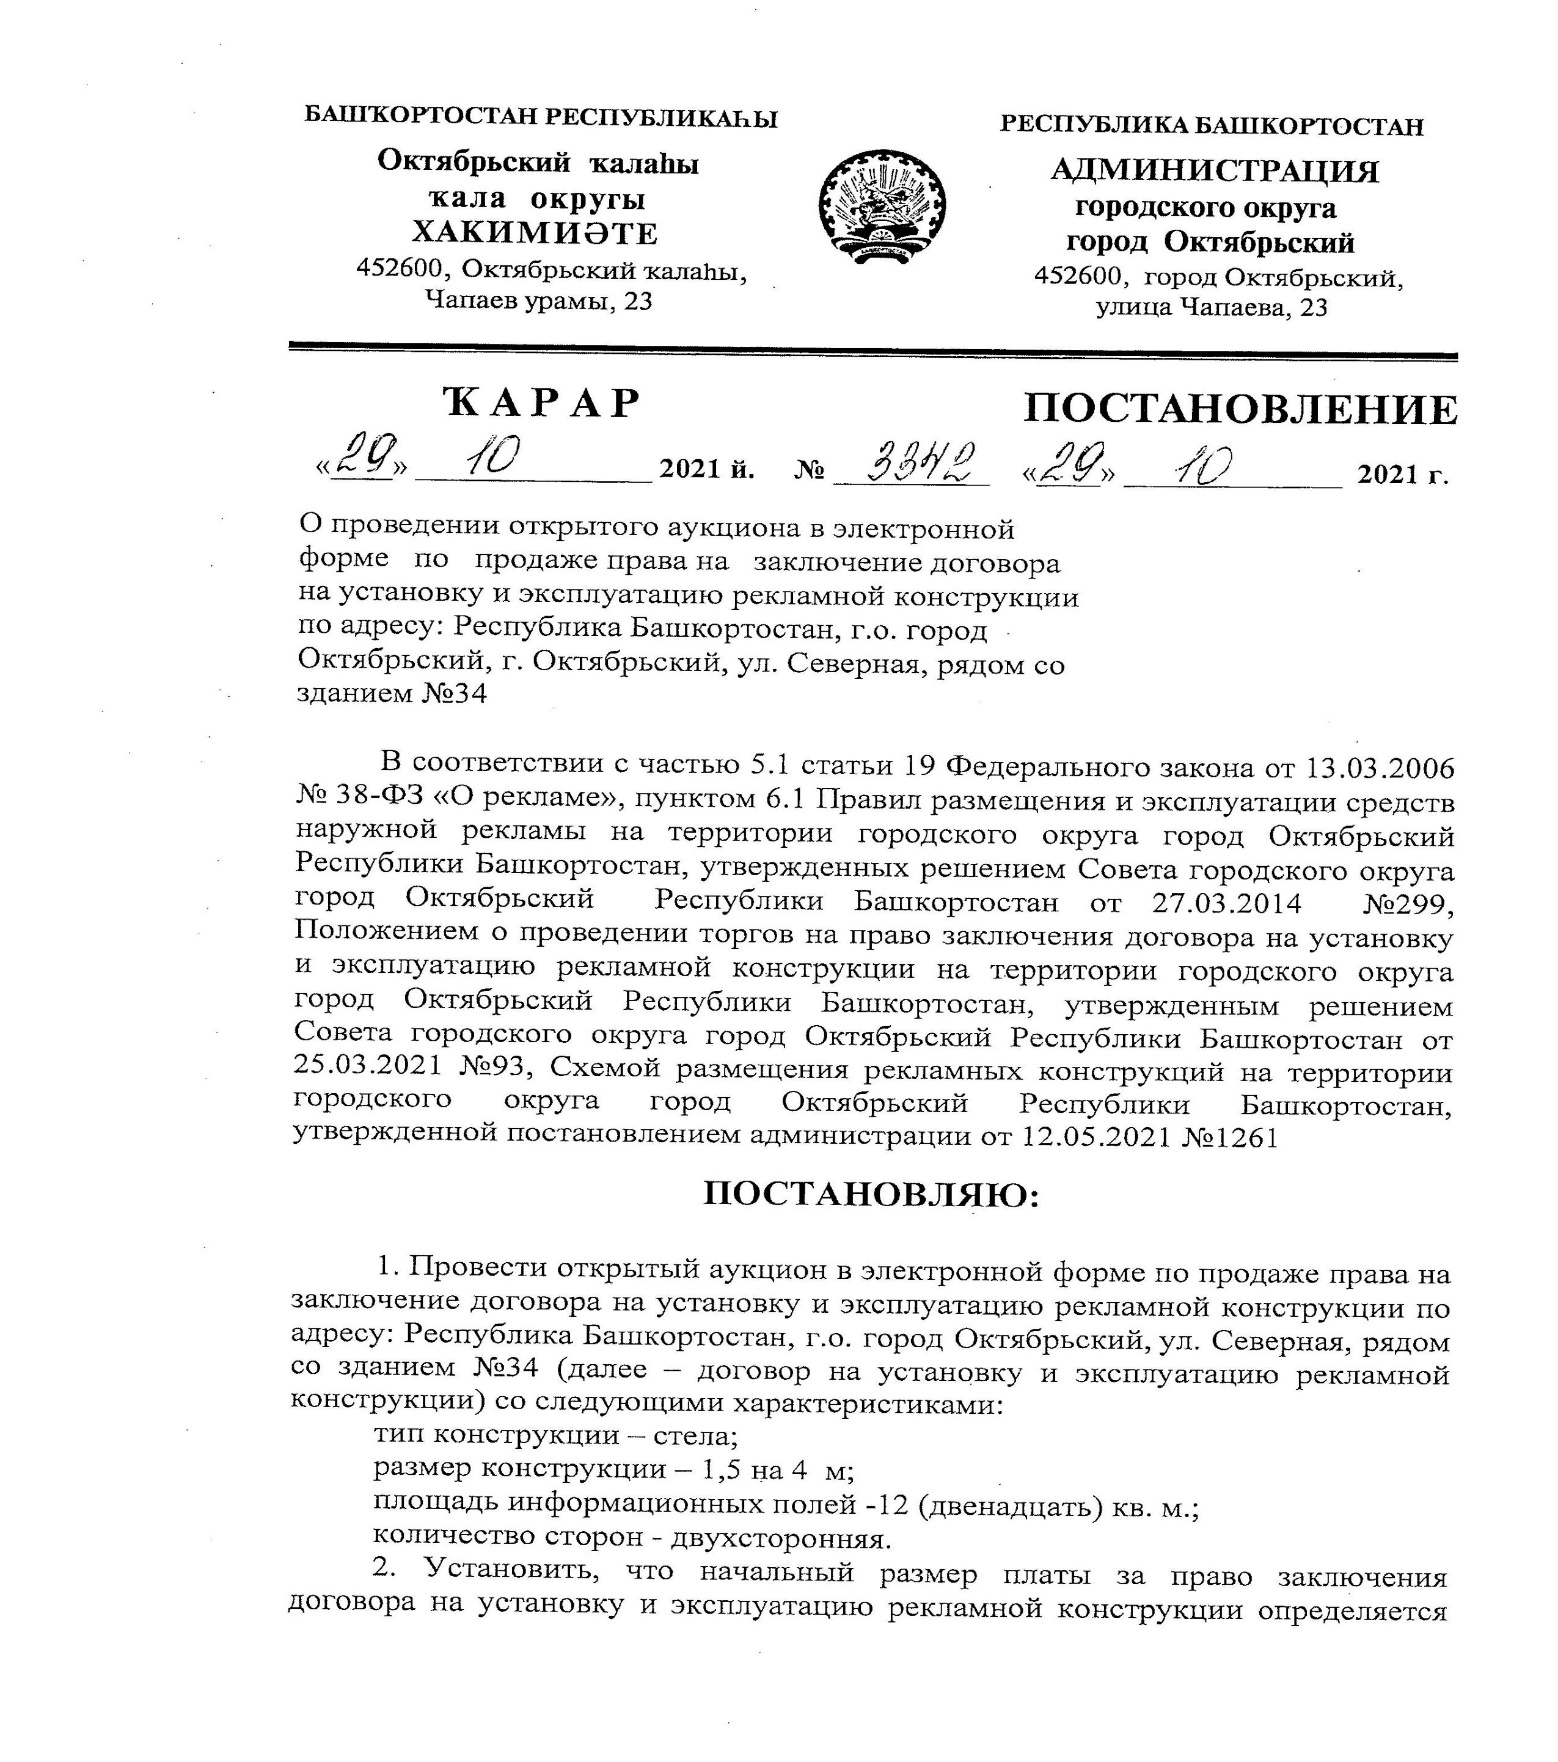 БАШҠОРТОСТАН РЕСПУБЛИКАҺЫ
Октябрьский ҡалаһы
ҡала округы
ХАКИМИӘТЕ
452600, Октябрьский ҡалаһы,
Чапаев урамы, 23
РЕСПУБЛИКА БАШКОРТОСТАН
АДМИНИСТРАЦИЯ
городского округа
город Октябрьский
452600, город Октябрьский,
улица Чапаева, 23
ҠАРАР
ПОСТАНОВЛЕНИЕ
«29» 10 2021 й. № 3342 «29» 10 2021 г.
О проведении открытого аукциона в электронной
форме по продаже права на заключение договора
на установку и эксплуатацию рекламной конструкции
по адресу: Республика Башкортостан, г.о. город
Октябрьский, г. Октябрьский, ул. Северная, рядом со
зданием №34
В соответствии с частью 5.1 статьи 19 Федерального закона от 13.03.2006
№ 38-ФЗ «О рекламе», пунктом 6.1 Правил размещения и эксплуатации средств
наружной рекламы на территории городского округа город Октябрьский
Республики Башкортостан, утвержденных решением Совета городского округа
город Октябрьский Республики Башкортостан от 27.03.2014 №299,
Положением о проведении торгов на право заключения договора на установку
и эксплуатацию рекламной конструкции на территории городского округа
город Октябрьский Республики Башкортостан, утвержденным решением
Совета городского округа город Октябрьский Республики Башкортостан от
25.03.2021 №93, Схемой размещения рекламных конструкций на территории
городского округа город Октябрьский Республики Башкортостан,
утвержденной постановлением администрации от 12.05.2021 №1261
ПОСТАНОВЛЯЮ:
1. Провести открытый аукцион в электронной форме по продаже права на
заключение договора на установку и эксплуатацию рекламной конструкции по
адресу: Республика Башкортостан, г.о. город Октябрьский, ул. Северная, рядом
со зданием №34 (далее – договор на установку и эксплуатацию рекламной
конструкции) со следующими характеристиками:
тип конструкции – стела;
размер конструкции – 1,5 на 4 м;
площадь информационных полей -12 (двенадцать) кв. м.;
количество сторон - двухсторонняя.
2. Установить, что начальный размер платы за право заключения
договора на установку и эксплуатацию рекламной конструкции определяется